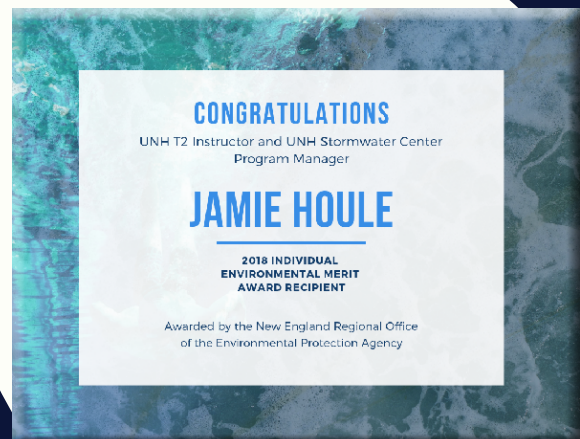 CONGRATULATIONS
UNH T2 Instructor and UNH Stormwater Center
Program Manager
JAMIE HOULE
2018 INDIVIDUAL
ENVIRONMENTAL MERIT
AWARD RECIPIENT
Awarded by the New England Regional Office
of the Environmental Protection Agency